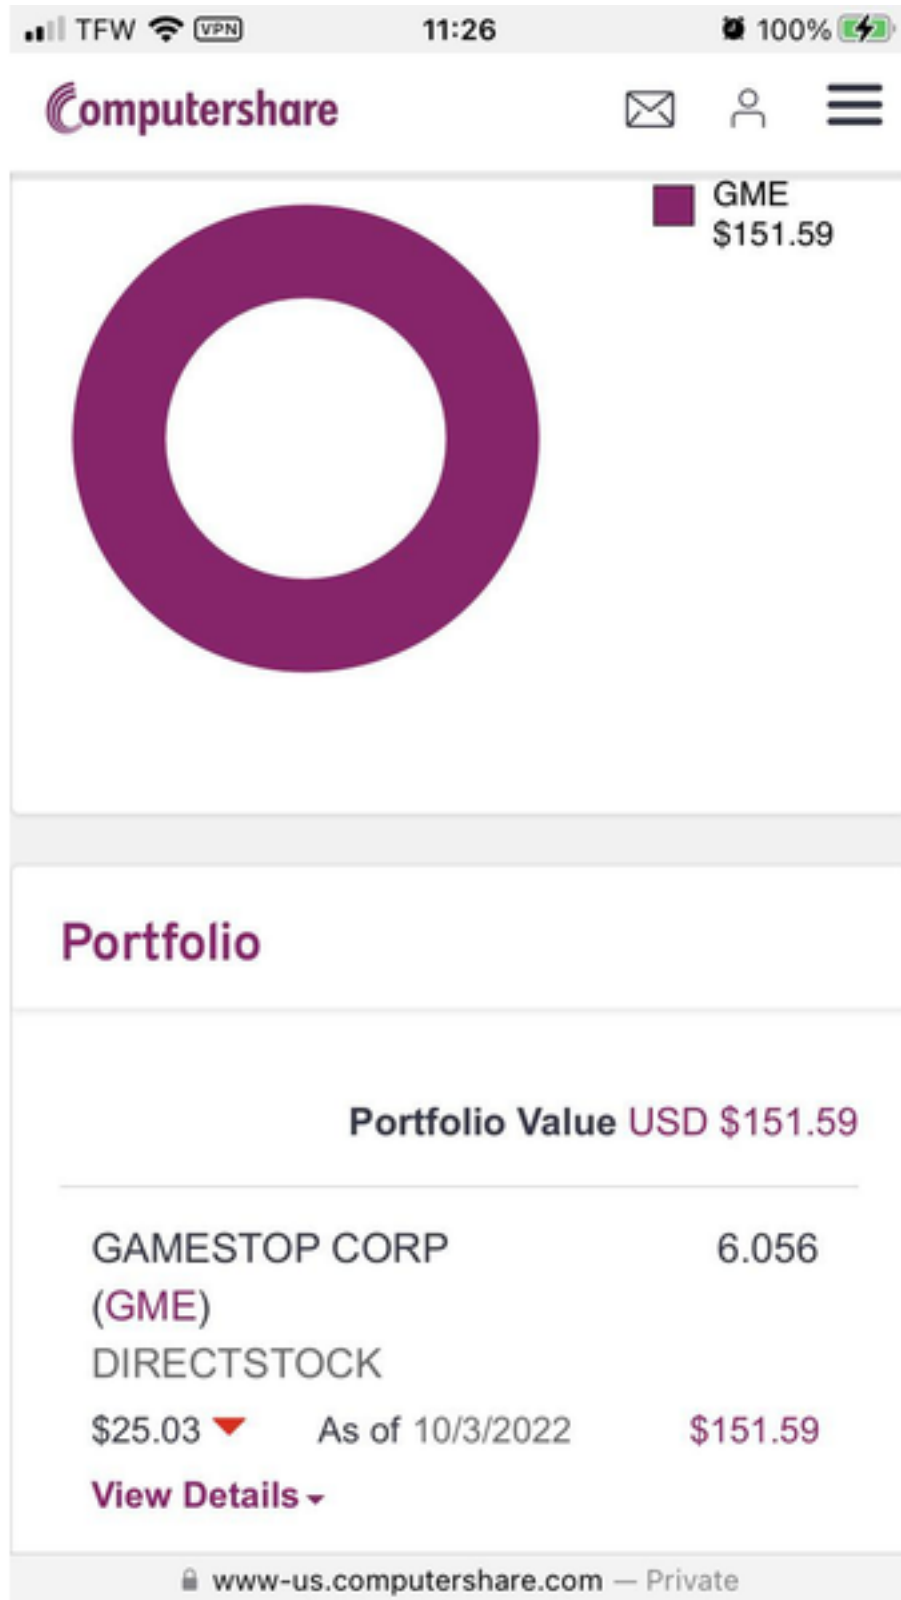 TFW VPN 11:26 100%
Computershare
GME
$151.59
Portfolio
Portfolio Value USD $151.59
GAMESTOP CORP 6.056
(GME)
DIRECTSTOCK
$25.03 As of 10/3/2022 $151.59
View Details
www-us.computershare.com — Private